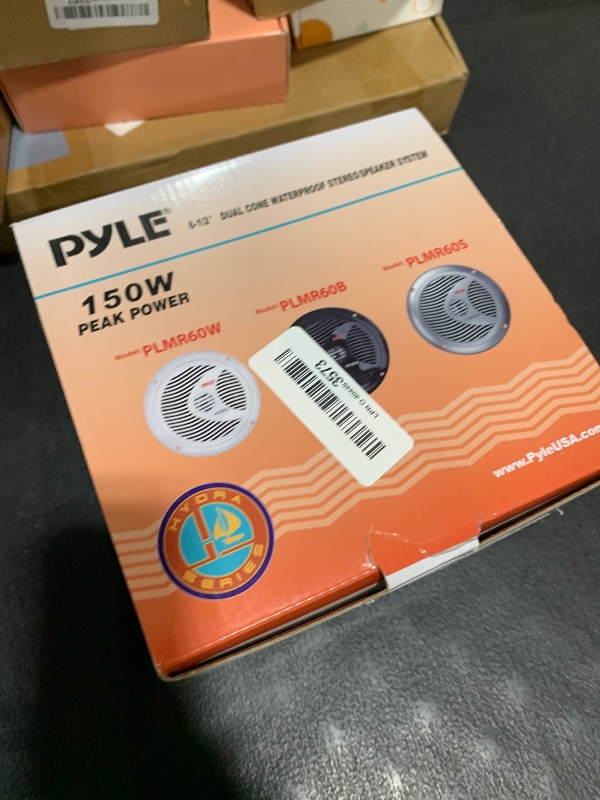 PYLE®
6-1/2" DUAL CONE WATERPROOF STEREO SPEAKER SYSTEM
150W
PEAK POWER
Model: PLMR60W
Model: PLMR60B
Model: PLMR60S
3573
HYDRA
SERIES
www.PyleUSA.com